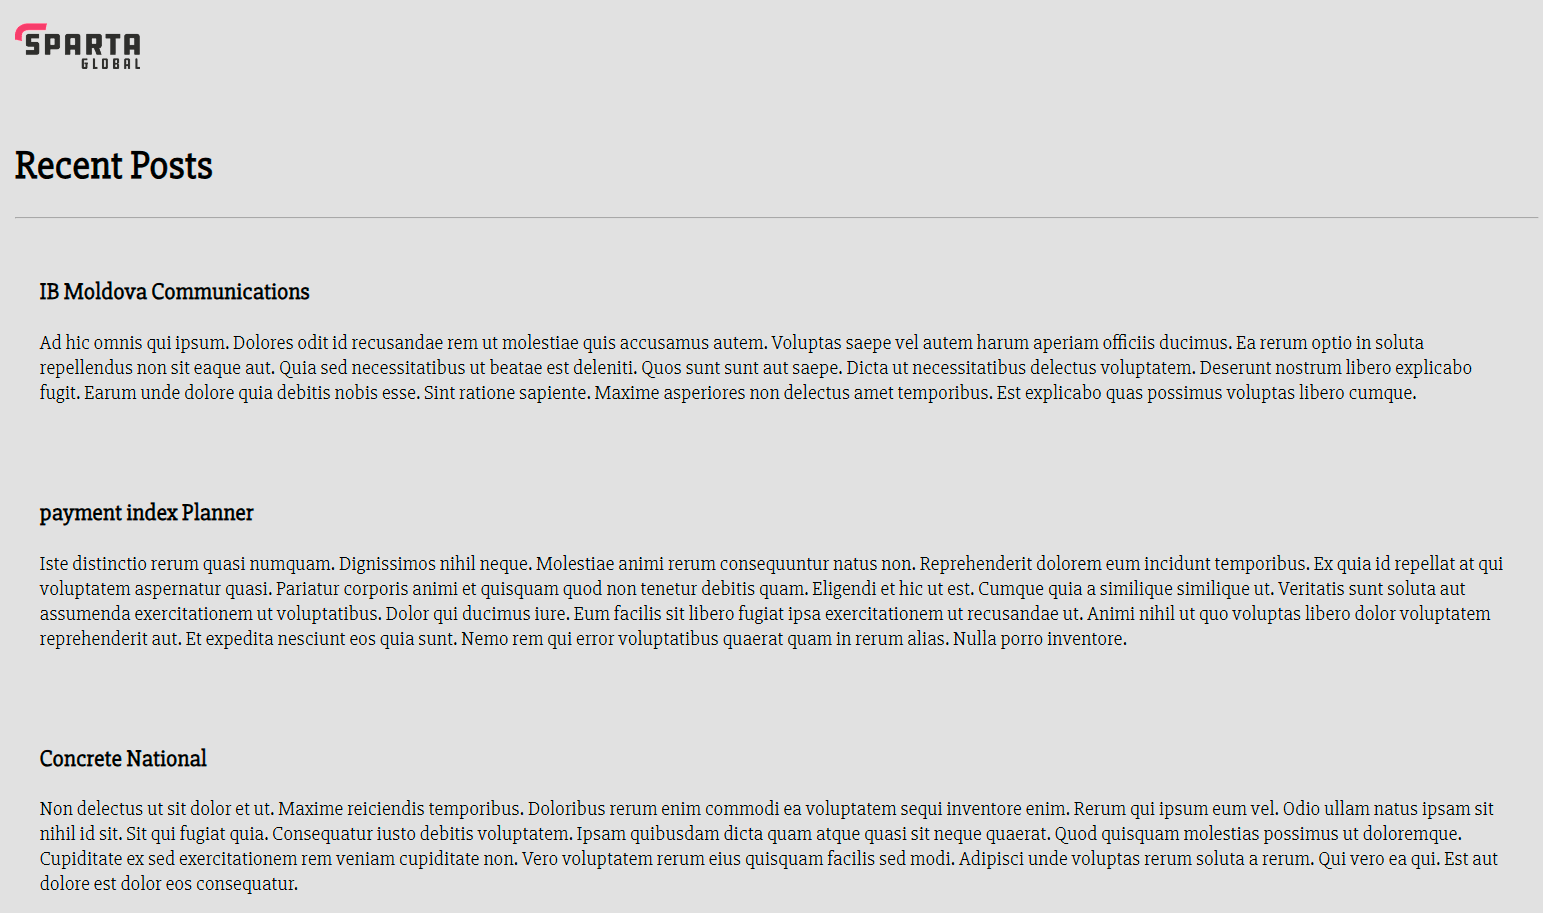 SPARTA
GLOBAL
Recent Posts
IB Moldova Communications
Ad hic omnis qui ipsum. Dolores odit id recusandae rem ut molestiae quis accusamus autem. Voluptas saepe vel autem harum aperiam officiis ducimus. Ea rerum optio in soluta
repellendus non sit eaque aut. Quia sed necessitatibus ut beatae est deleniti. Quos sunt sunt aut saepe. Dicta ut necessitatibus delectus voluptatem. Deserunt nostrum libero explicabo
fugit. Earum unde dolore quia debitis nobis esse. Sint ratione sapiente. Maxime asperiores non delectus amet temporibus. Est explicabo quas possimus voluptas libero cumque.
payment index Planner
Iste distinctio rerum quasi numquam. Dignissimos nihil neque. Molestiae animi rerum consequuntur natus non. Reprehenderit dolorem eum incidunt temporibus. Ex quia id repellat at qui
voluptatem aspernatur quasi. Pariatur corporis animi et quisquam quod non tenetur debitis quam. Eligendi et hic ut est. Cumque quia a similique similique ut. Veritatis sunt soluta aut
assumenda exercitationem ut voluptatibus. Dolor qui ducimus iure. Eum facilis sit libero fugiat ipsa exercitationem ut recusandae ut. Animi nihil ut quo voluptas libero dolor voluptatem
reprehenderit aut. Et expedita nesciunt eos quia sunt. Nemo rem qui error voluptatibus quaerat quam in rerum alias. Nulla porro inventore.
Concrete National
Non delectus ut sit dolor et ut. Maxime reiciendis temporibus. Doloribus rerum enim commodi ea voluptatem sequi inventore enim. Rerum qui ipsum eum vel. Odio ullam natus ipsam sit
nihil id sit. Sit qui fugiat quia. Consequatur iusto debitis voluptatem. Ipsam quibusdam dicta quam atque quasi sit neque quaerat. Quod quisquam molestias possimus ut doloremque.
Cupiditate ex sed exercitationem rem veniam cupiditate non. Vero voluptatem rerum eius quisquam facilis sed modi. Adipisci unde voluptas rerum soluta a rerum. Qui vero ea qui. Est aut
dolore est dolor eos consequatur.